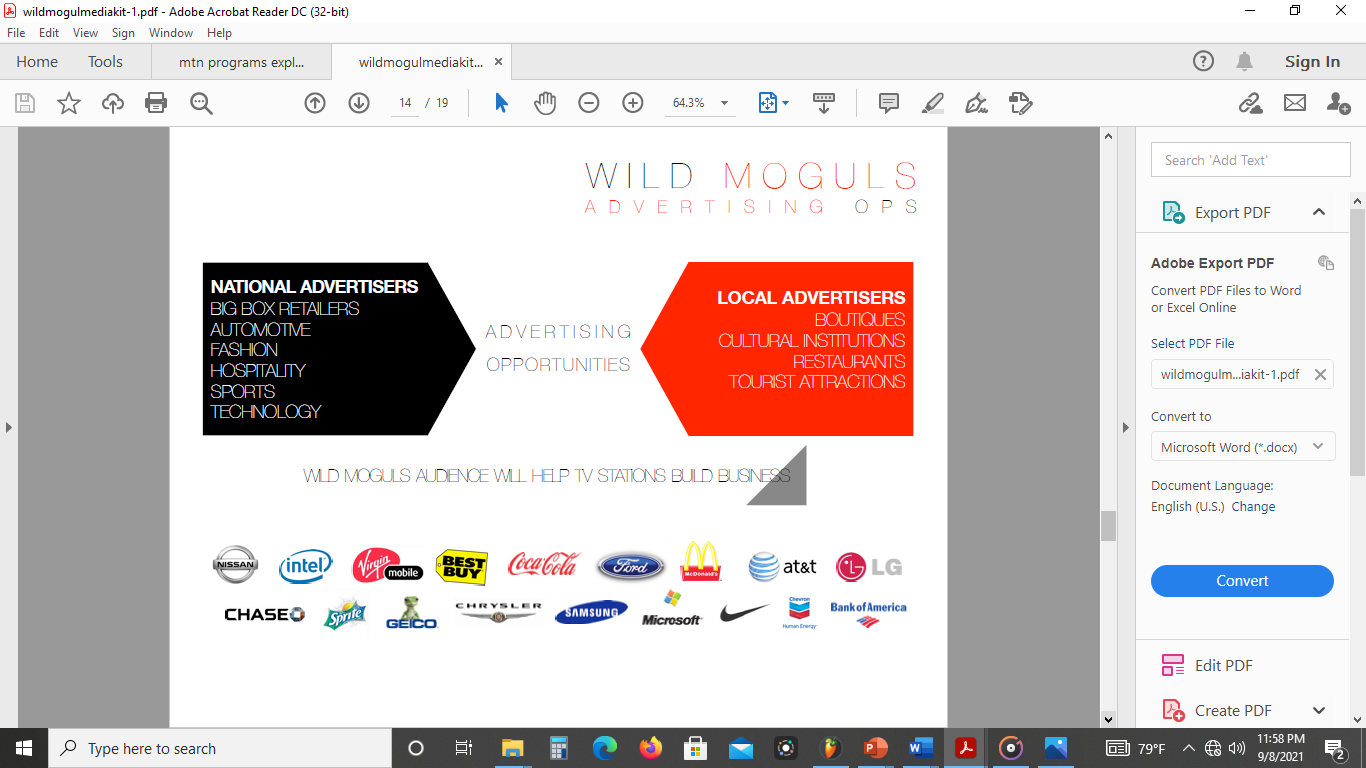 wildmogulmediakit-1.pdf - Adobe Acrobat Reader DC (32-bit)
File Edit View Sign Window Help
Home Tools mtn programs expl... wildmogulmediakit... × Sign In
14 / 19 64.3%
WILD MOGULS
ADVERTISING OPS
NATIONAL ADVERTISERS
BIG BOX RETAILERS
AUTOMOTIVE
FASHION
HOSPITALITY
SPORTS
TECHNOLOGY
ADVERTISING
OPPORTUNITIES
LOCAL ADVERTISERS
BOUTIQUES
CULTURAL INSTITUTIONS
RESTAURANTS
TOURIST ATTRACTIONS
WILD MOGULS AUDIENCE WILL HELP TV STATIONS BUILD BUSINESS
NISSAN intel Virgin mobile BEST BUY Coca-Cola Ford McDonald's at&t LG
CHASE Sprite GEICO CHRYSLER SAMSUNG Microsoft Chevron Human Energy Bank of America
Search 'Add Text'
Export PDF
Adobe Export PDF
Convert PDF Files to Word
or Excel Online
Select PDF File
wildmogulm...iakit-1.pdf
Convert to
Microsoft Word (*.docx)
Document Language:
English (U.S.) Change
Convert
Edit PDF
Create PDF
Type here to search
79°F
11:58 PM
9/8/2021
2